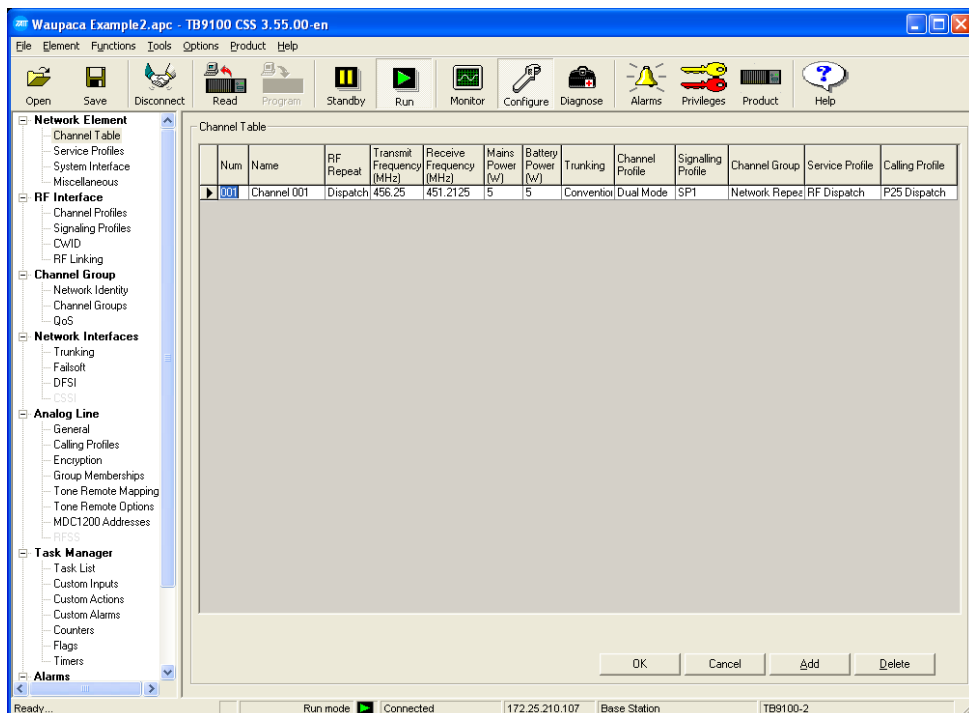 Waupaca Example2.apc - TB9100 CSS 3.55.00-en
File Element Functions Tools Options Product Help
Open Save Disconnect Read Program Standby Run Monitor Configure Diagnose Alarms Privileges Product Help
Network Element
Channel Table
Service Profiles
System Interface
Miscellaneous
RF Interface
Channel Profiles
Signaling Profiles
CWID
RF Linking
Channel Group
Network Identity
Channel Groups
QoS
Network Interfaces
Trunking
Failsoft
DFSI
CSSI
Analog Line
General
Calling Profiles
Encryption
Group Memberships
Tone Remote Mapping
Tone Remote Options
MDC1200 Addresses
RFSS
Task Manager
Task List
Custom Inputs
Custom Actions
Custom Alarms
Counters
Flags
Timers
Alarms
Channel Table
Num Name RF Repeat Transmit Frequency (MHz) Receive Frequency (MHz) Mains Power (W) Battery Power (W) Trunking Channel Profile Signalling Profile Channel Group Service Profile Calling Profile
001 Channel 001 Dispatch 456.25 451.2125 5 5 Convention Dual Mode SP1 Network Repea RF Dispatch P25 Dispatch
OK Cancel Add Delete
Ready... Run mode Connected 172.25.210.107 Base Station TB9100-2